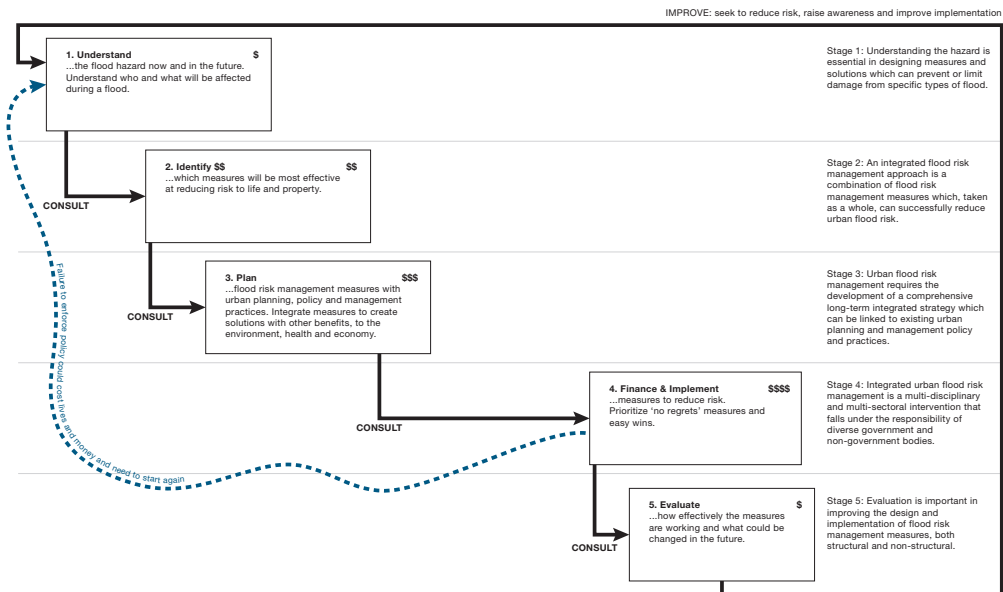 IMPROVE: seek to reduce risk, raise awareness and improve implementation
1. Understand $
...the flood hazard now and in the future.
Understand who and what will be affected
during a flood.
Stage 1: Understanding the hazard is
essential in designing measures and
solutions which can prevent or limit
damage from specific types of flood.
CONSULT
2. Identify $$ $$
...which measures will be most effective
at reducing risk to life and property.
Stage 2: An integrated flood risk
management approach is a
combination of flood risk
management measures which, taken
as a whole, can successfully reduce
urban flood risk.
CONSULT
3. Plan $$$
...flood risk management measures with
urban planning, policy and management
practices. Integrate measures to create
solutions with other benefits, to the
environment, health and economy.
Stage 3: Urban flood risk
management requires the
development of a comprehensive
long-term integrated strategy which
can be linked to existing urban
planning and management policy
and practices.
CONSULT
4. Finance & Implement $$$$
...measures to reduce risk.
Prioritize ‘no regrets’ measures and
easy wins.
Stage 4: Integrated urban flood risk
management is a multi-disciplinary
and multi-sectoral intervention that
falls under the responsibility of
diverse government and
non-government bodies.
Failure to enforce policy could cost lives and money and need to start again
CONSULT
5. Evaluate $
...how effectively the measures
are working and what could be
changed in the future.
Stage 5: Evaluation is important in
improving the design and
implementation of flood risk
management measures, both
structural and non-structural.